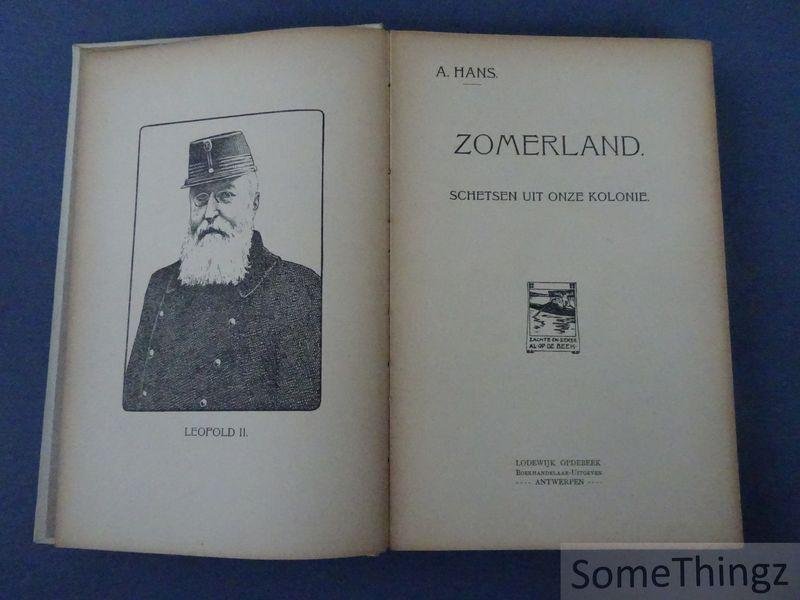 LEOPOLD II.
A. HANS.
ZOMERLAND.
SCHETSEN UIT ONZE KOLONIE.
ZACHTE EN ZEKER
AL·OP·DE BEEK·
LODEWIJK OPDEBEEK
BOEKHANDELAAR-UITGEVER
---- ANTWERPEN ----
SomeThingz